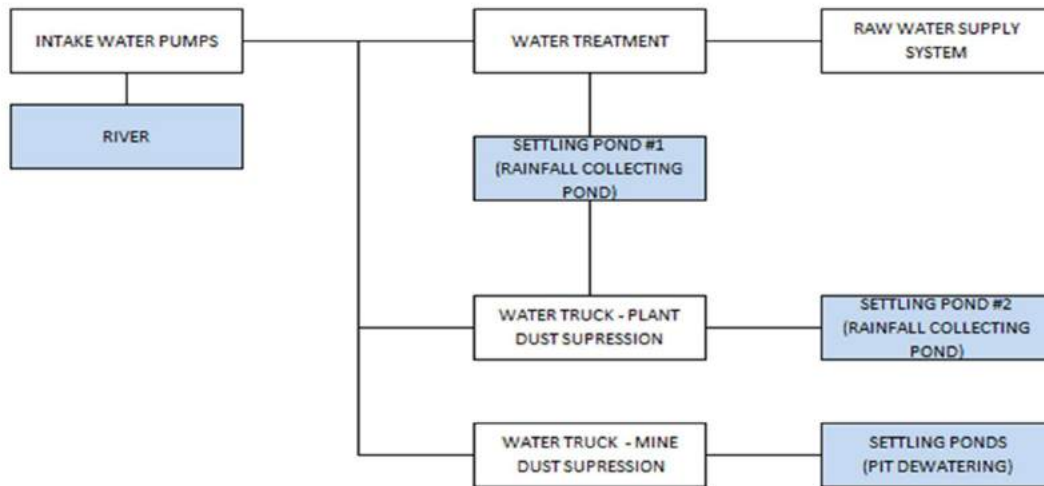 INTAKE WATER PUMPS
WATER TREATMENT
RAW WATER SUPPLY
SYSTEM
RIVER
SETTLING POND #1
(RAINFALL COLLECTING
POND)
WATER TRUCK - PLANT
DUST SUPRESSION
SETTLING POND #2
(RAINFALL COLLECTING
POND)
WATER TRUCK - MINE
DUST SUPRESSION
SETTLING PONDS
(PIT DEWATERING)